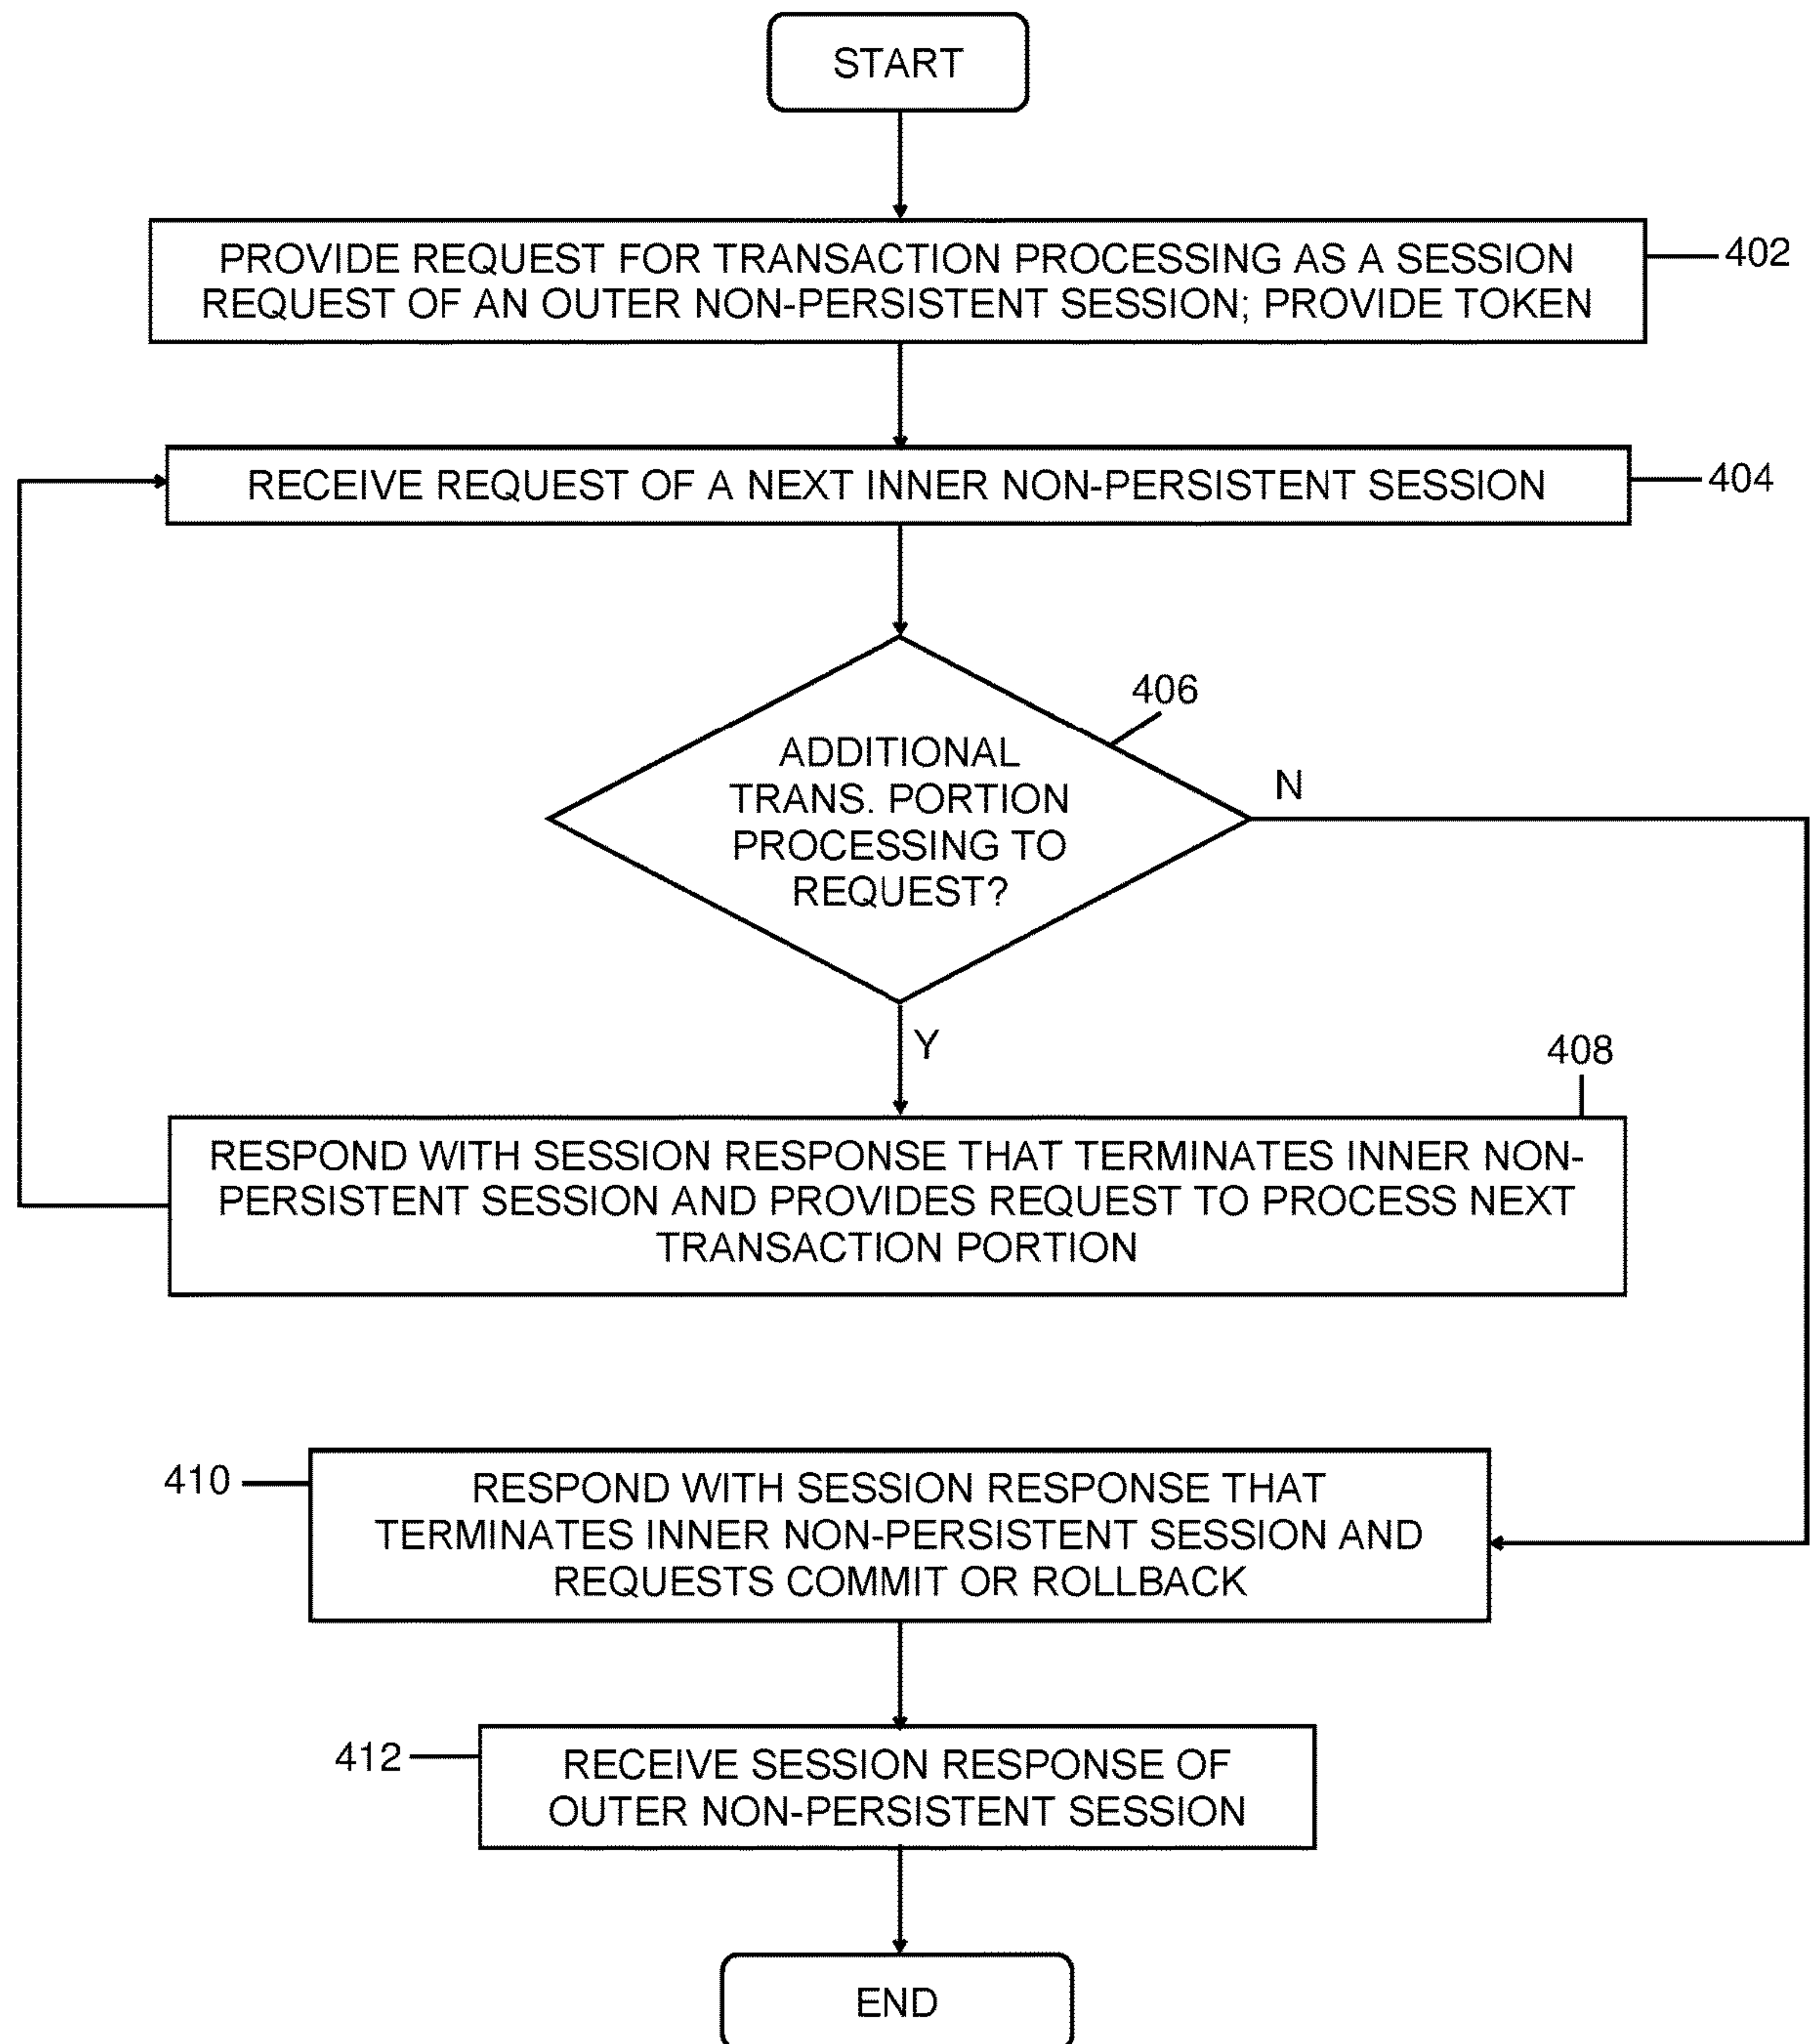 START
PROVIDE REQUEST FOR TRANSACTION PROCESSING AS A SESSION
REQUEST OF AN OUTER NON-PERSISTENT SESSION; PROVIDE TOKEN
402
RECEIVE REQUEST OF A NEXT INNER NON-PERSISTENT SESSION
404
406
ADDITIONAL
TRANS. PORTION
PROCESSING TO
REQUEST?
N
Y
408
RESPOND WITH SESSION RESPONSE THAT TERMINATES INNER NON-
PERSISTENT SESSION AND PROVIDES REQUEST TO PROCESS NEXT
TRANSACTION PORTION
410
RESPOND WITH SESSION RESPONSE THAT
TERMINATES INNER NON-PERSISTENT SESSION AND
REQUESTS COMMIT OR ROLLBACK
412
RECEIVE SESSION RESPONSE OF
OUTER NON-PERSISTENT SESSION
END